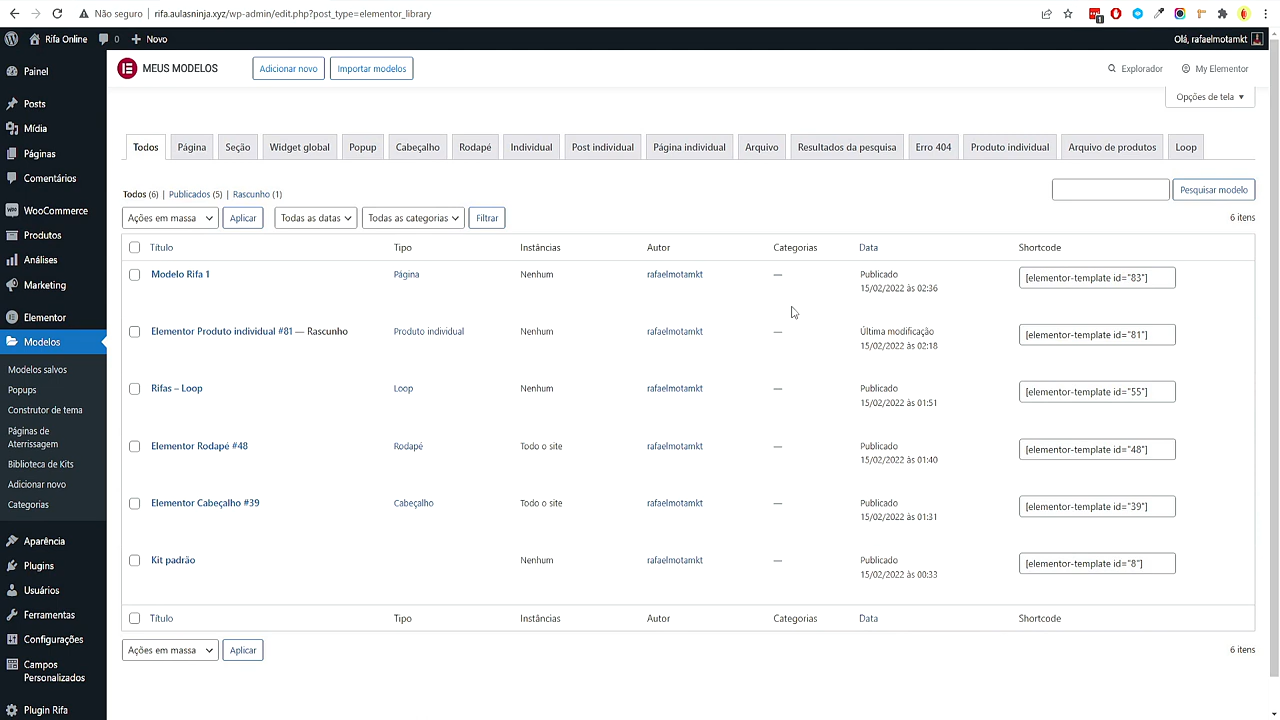 Não seguro | rifa.aulasninja.xyz/wp-admin/edit.php?post_type=elementor_library
1
Rifa Online 0 Novo Olá, rafaelmotamkt
Painel
Posts
Mídia
Páginas
Comentários
WooCommerce
Produtos
Análises
Marketing
Elementor
Modelos
Modelos salvos
Popups
Construtor de tema
Páginas de
Aterrissagem
Biblioteca de Kits
Adicionar novo
Categorias
Aparência
Plugins
Usuários
Ferramentas
Configurações
Campos
Personalizados
Plugin Rifa
MEUS MODELOS Adicionar novo Importar modelos Explorador My Elementor
Opções de tela
Todos Página Seção Widget global Popup Cabeçalho Rodapé Individual Post individual Página individual Arquivo Resultados da pesquisa Erro 404 Produto individual Arquivo de produtos Loop
Todos (6) | Publicados (5) | Rascunho (1) Pesquisar modelo
Ações em massa Aplicar Todas as datas Todas as categorias Filtrar 6 itens
Título Tipo Instâncias Autor Categorias Data Shortcode
Modelo Rifa 1 Página Nenhum rafaelmotamkt — Publicado [elementor-template id="83"]
15/02/2022 às 02:36
Elementor Produto individual #81 — Rascunho Produto individual Nenhum rafaelmotamkt — Última modificação [elementor-template id="81"]
15/02/2022 às 02:18
Rifas – Loop Loop Nenhum rafaelmotamkt — Publicado [elementor-template id="55"]
15/02/2022 às 01:51
Elementor Rodapé #48 Rodapé Todo o site rafaelmotamkt — Publicado [elementor-template id="48"]
15/02/2022 às 01:40
Elementor Cabeçalho #39 Cabeçalho Todo o site rafaelmotamkt — Publicado [elementor-template id="39"]
15/02/2022 às 01:31
Kit padrão Nenhum rafaelmotamkt — Publicado [elementor-template id="8"]
15/02/2022 às 00:33
Título Tipo Instâncias Autor Categorias Data Shortcode
Ações em massa Aplicar 6 itens